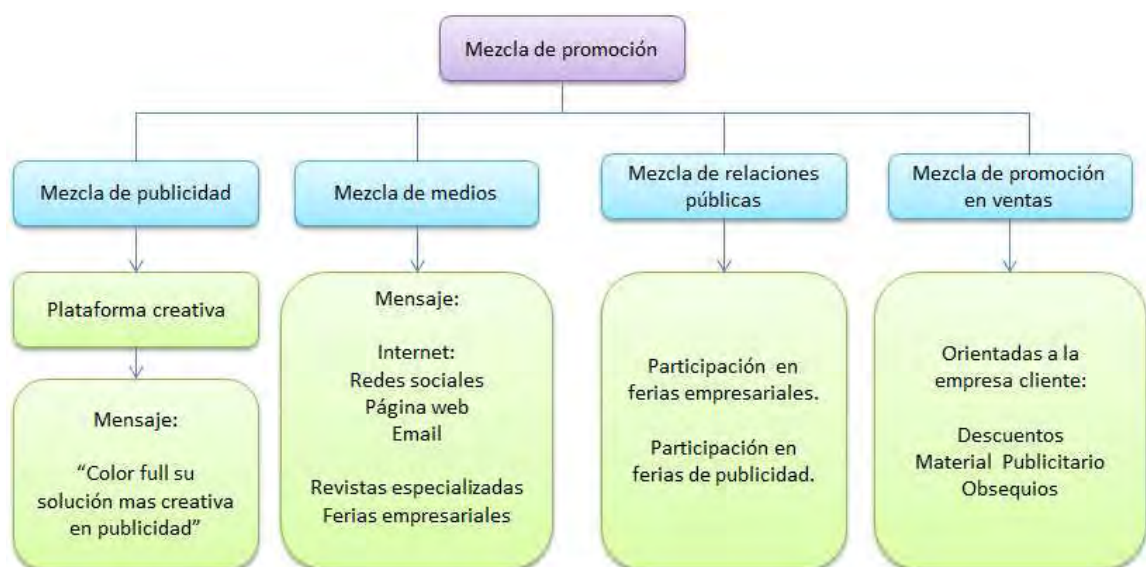 Mezcla de promoción
Mezcla de publicidad
Plataforma creativa
Mensaje:
“Color full su
solución mas creativa
en publicidad”
Mezcla de medios
Mensaje:
Internet:
Redes sociales
Página web
Email
Revistas especializadas
Ferias empresariales
Mezcla de relaciones
públicas
Participación en
ferias empresariales.
Participación en
ferias de publicidad.
Mezcla de promoción
en ventas
Orientadas a la
empresa cliente:
Descuentos
Material Publicitario
Obsequios